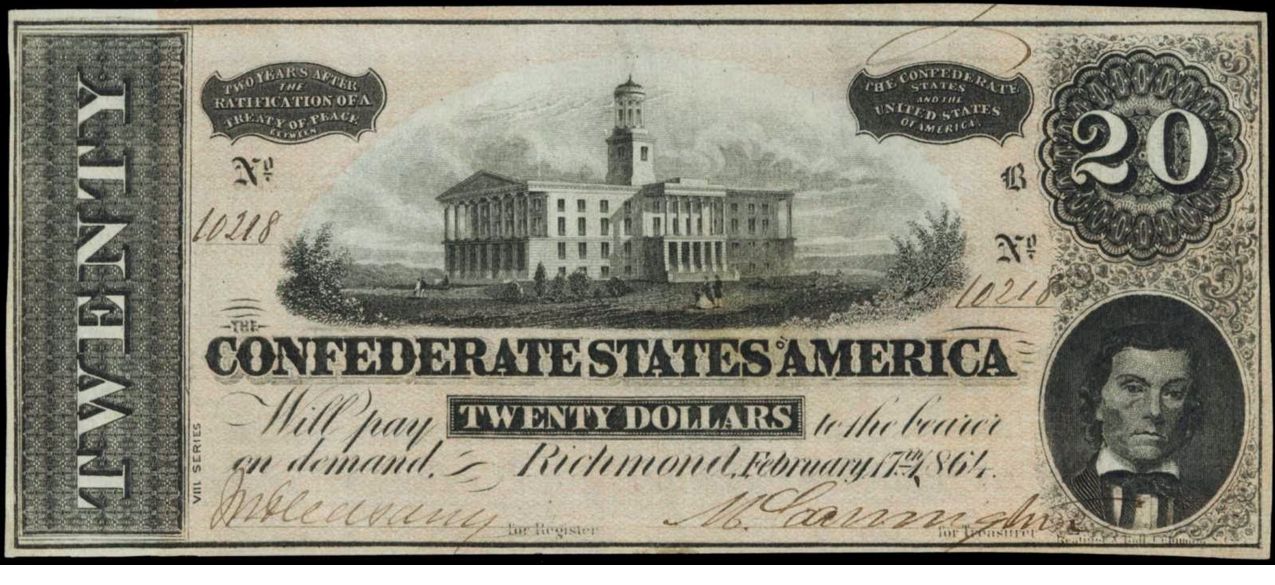 TWENTY
TWO YEARS AFTER
THE
RATIFICATION OF A
TREATY OF PEACE
BETWEEN
THE CONFEDERATE
STATES
AND THE
UNITED STATES
OF AMERICA.
20
No.
10218
B
No.
10218
THE
CONFEDERATE STATES OF AMERICA
Will pay TWENTY DOLLARS to the bearer
on demand. Richmond, February 17th, 1864.
VIII SERIES
for Register
for Treasurer